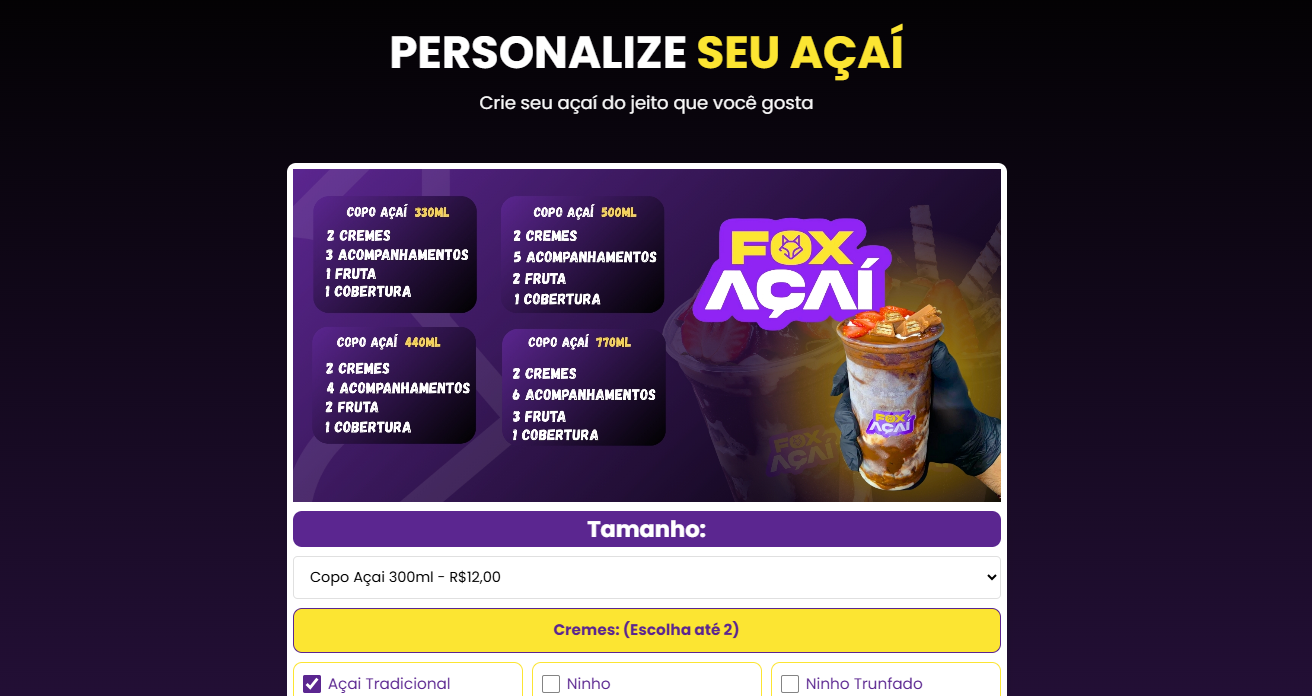 PERSONALIZE SEU AÇAÍ
Crie seu açaí do jeito que você gosta
COPO AÇAÍ 330ML
2 CREMES
3 ACOMPANHAMENTOS
1 FRUTA
1 COBERTURA
COPO AÇAÍ 500ML
2 CREMES
5 ACOMPANHAMENTOS
2 FRUTA
1 COBERTURA
COPO AÇAÍ 440ML
2 CREMES
4 ACOMPANHAMENTOS
2 FRUTA
1 COBERTURA
COPO AÇAÍ 770ML
2 CREMES
6 ACOMPANHAMENTOS
3 FRUTA
1 COBERTURA
FOX
AÇAÍ
FOX
AÇAÍ
FOX
AÇAÍ
Tamanho:
Copo Açai 300ml - R$12,00
Cremes: (Escolha até 2)
Açai Tradicional
Ninho
Ninho Trunfado